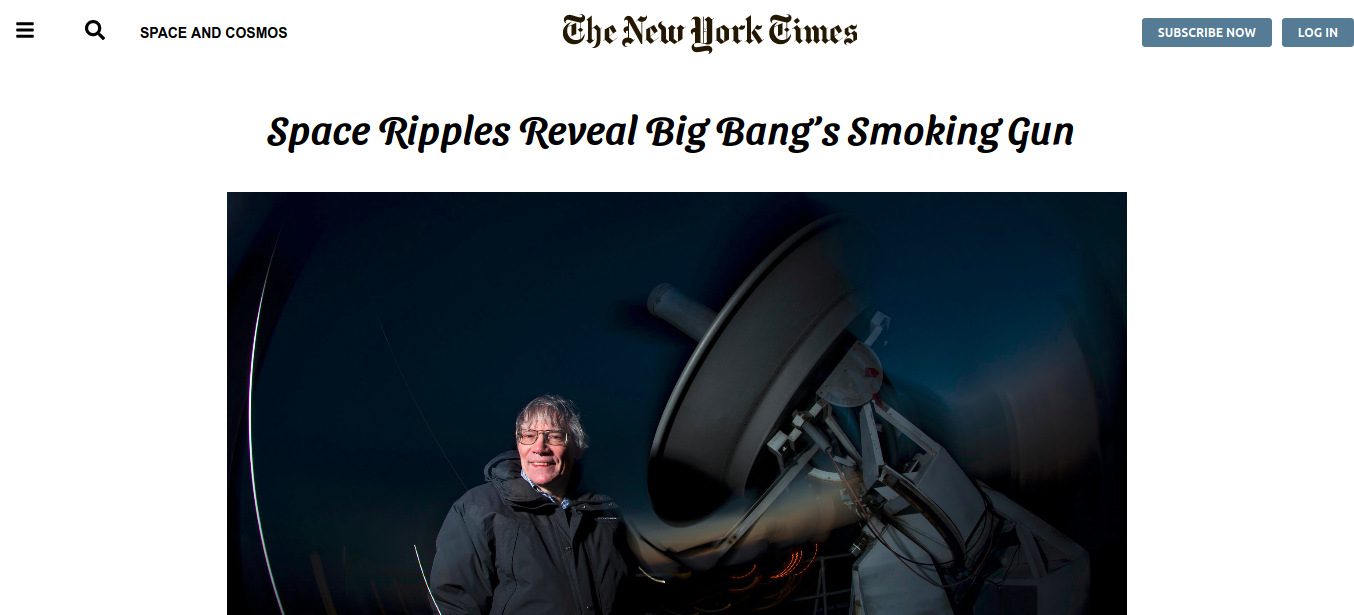 SPACE AND COSMOS
The New York Times
SUBSCRIBE NOW
LOG IN
Space Ripples Reveal Big Bang’s Smoking Gun